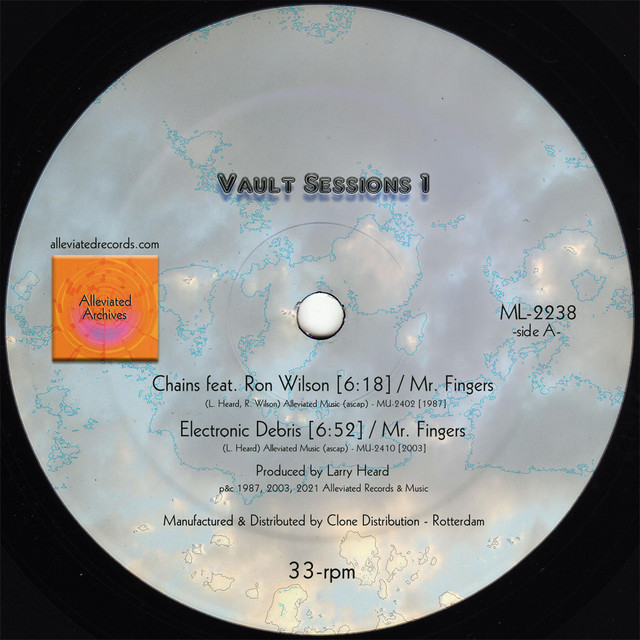 Vault Sessions 1
alleviatedrecords.com
Alleviated
Archives
ML-2238
-side A-
Chains feat. Ron Wilson [6:18] / Mr. Fingers
(L. Heard, R. Wilson) Alleviated Music (ascap) - MU-2402 [1987]
Electronic Debris [6:52] / Mr. Fingers
(L. Heard) Alleviated Music (ascap) - MU-2410 [2003]
Produced by Larry Heard
p&c 1987, 2003, 2021 Alleviated Records & Music
Manufactured & Distributed by Clone Distribution - Rotterdam
33-rpm